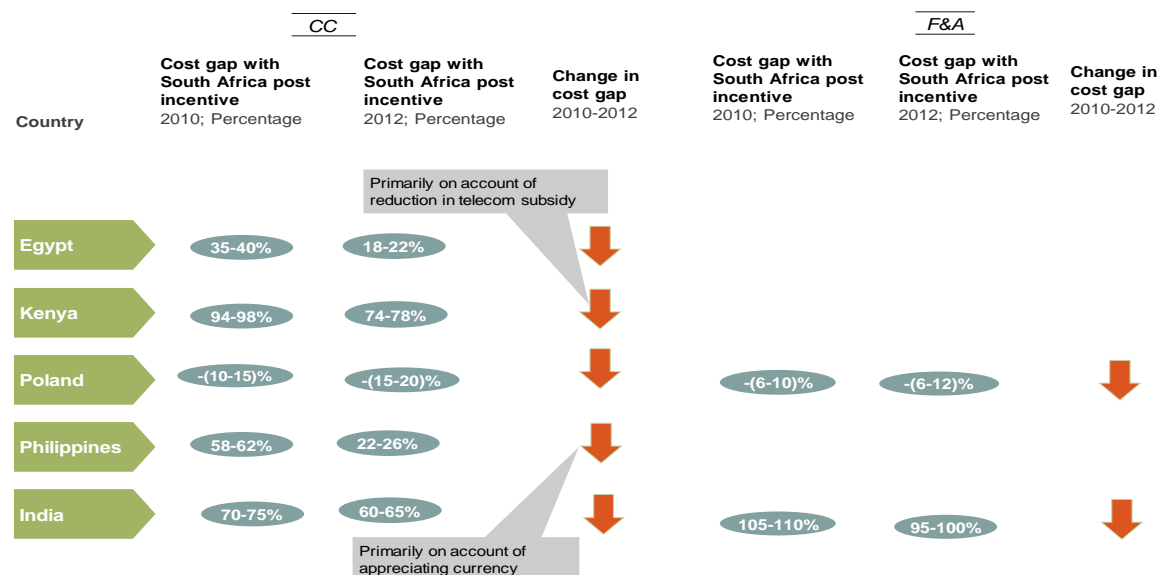 CC
F&A
Cost gap with
South Africa post
incentive
2010; Percentage
Cost gap with
South Africa post
incentive
2012; Percentage
Change in
cost gap
2010-2012
Cost gap with
South Africa post
incentive
2010; Percentage
Cost gap with
South Africa post
incentive
2012; Percentage
Change in
cost gap
2010-2012
Country
Primarily on account of
reduction in telecom subsidy
Egypt
35-40%
18-22%
Kenya
94-98%
74-78%
Poland
-(10-15)%
-(15-20)%
-(6-10)%
-(6-12)%
Philippines
58-62%
22-26%
India
70-75%
60-65%
105-110%
95-100%
Primarily on account of
appreciating currency